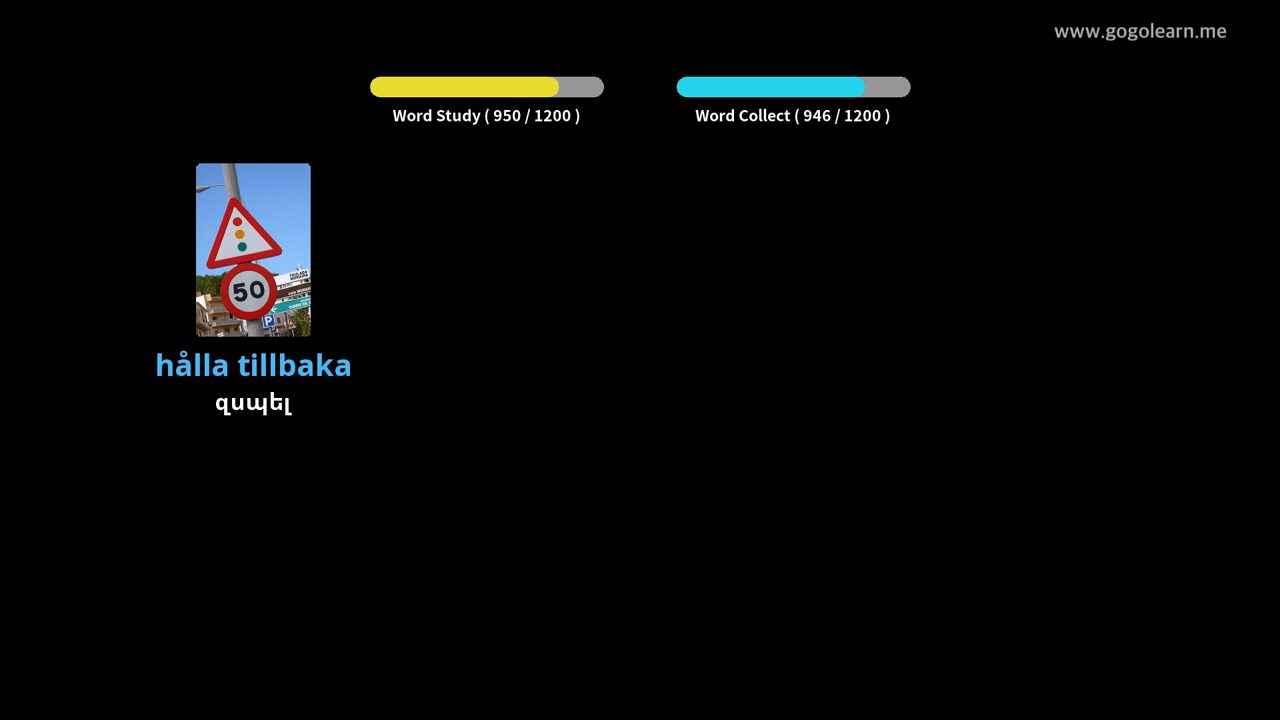 www.gogolearn.me
Word Study ( 950 / 1200 )
Word Collect ( 946 / 1200 )
50
P
hålla tillbaka
զսպել